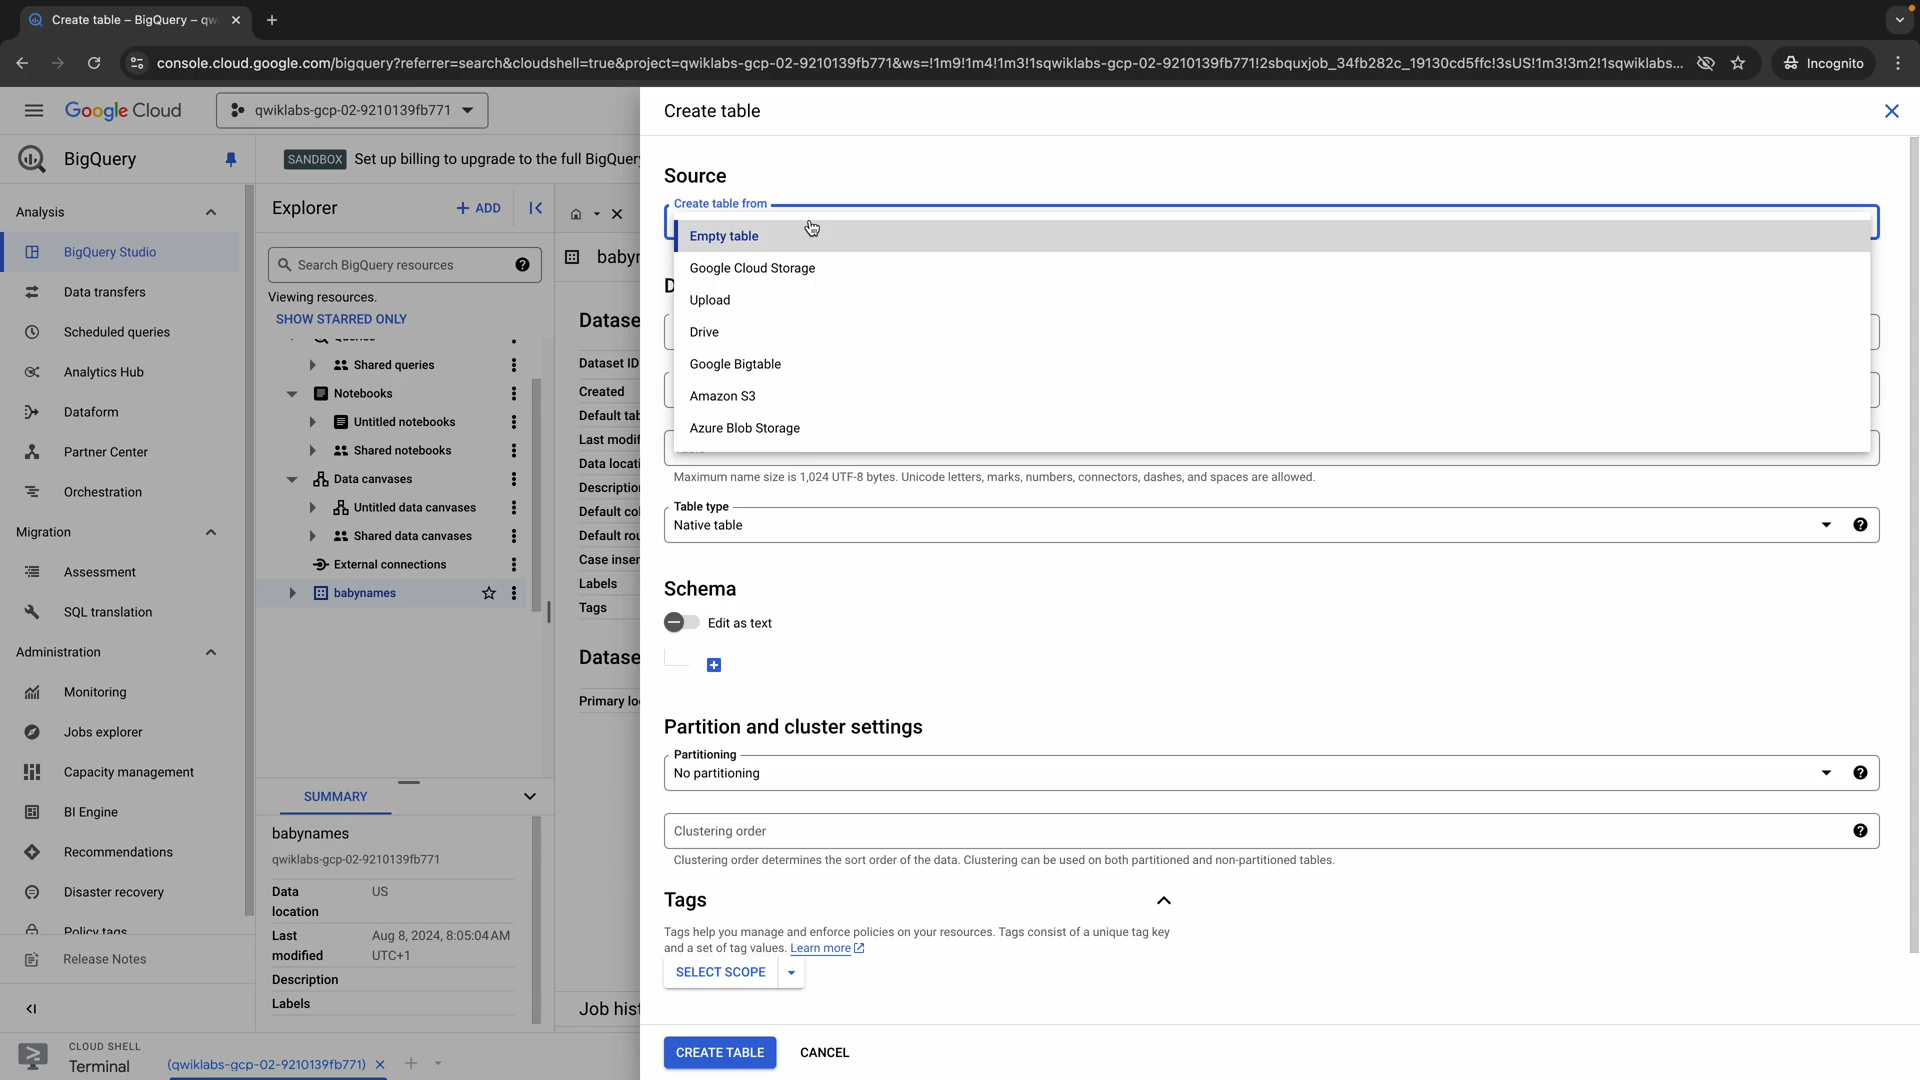 Create table – BigQuery – qw
console.cloud.google.com/bigquery?referrer=search&cloudshell=true&project=qwiklabs-gcp-02-9210139fb771&ws=!1m9!1m4!1m3!1sqwiklabs-gcp-02-9210139fb771!2sbquxjob_34fb282c_19130cd5ffc!3sUS!1m3!3m2!1sqwiklabs...
Incognito
Google Cloud
qwiklabs-gcp-02-9210139fb771
BigQuery
SANDBOX Set up billing to upgrade to the full BigQuery
Analysis
BigQuery Studio
Data transfers
Scheduled queries
Analytics Hub
Dataform
Partner Center
Orchestration
Migration
Assessment
SQL translation
Administration
Monitoring
Jobs explorer
Capacity management
BI Engine
Recommendations
Disaster recovery
Policy tags
Release Notes
Explorer
+ ADD
Search BigQuery resources
Viewing resources.
SHOW STARRED ONLY
Queries
Shared queries
Notebooks
Untitled notebooks
Shared notebooks
Data canvases
Untitled data canvases
Shared data canvases
External connections
babynames
SUMMARY
babynames
qwiklabs-gcp-02-9210139fb771
Data location US
Last modified Aug 8, 2024, 8:05:04 AM UTC+1
Description
Labels
babyn
Datase
Dataset ID
Created
Default tab
Last modif
Data locati
Description
Default col
Default rou
Case inser
Labels
Tags
Datase
Primary lo
Job hist
Create table
Source
Create table from
Empty table
Google Cloud Storage
Upload
Drive
Google Bigtable
Amazon S3
Azure Blob Storage
D
Maximum name size is 1,024 UTF-8 bytes. Unicode letters, marks, numbers, connectors, dashes, and spaces are allowed.
Table type
Native table
Schema
Edit as text
Partition and cluster settings
Partitioning
No partitioning
Clustering order
Clustering order determines the sort order of the data. Clustering can be used on both partitioned and non-partitioned tables.
Tags
Tags help you manage and enforce policies on your resources. Tags consist of a unique tag key
and a set of tag values. Learn more
SELECT SCOPE
CREATE TABLE
CANCEL
CLOUD SHELL
Terminal
(qwiklabs-gcp-02-9210139fb771)